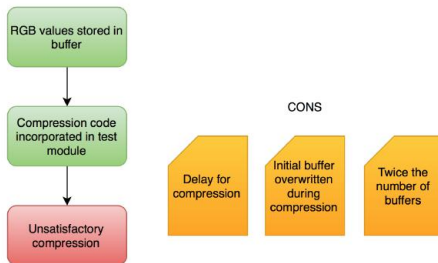 RGB values stored in
buffer
Compression code
incorporated in test
module
Unsatisfactory
compression
CONS
Delay for
compression
Initial buffer
overwritten
during
compression
Twice the
number of
buffers